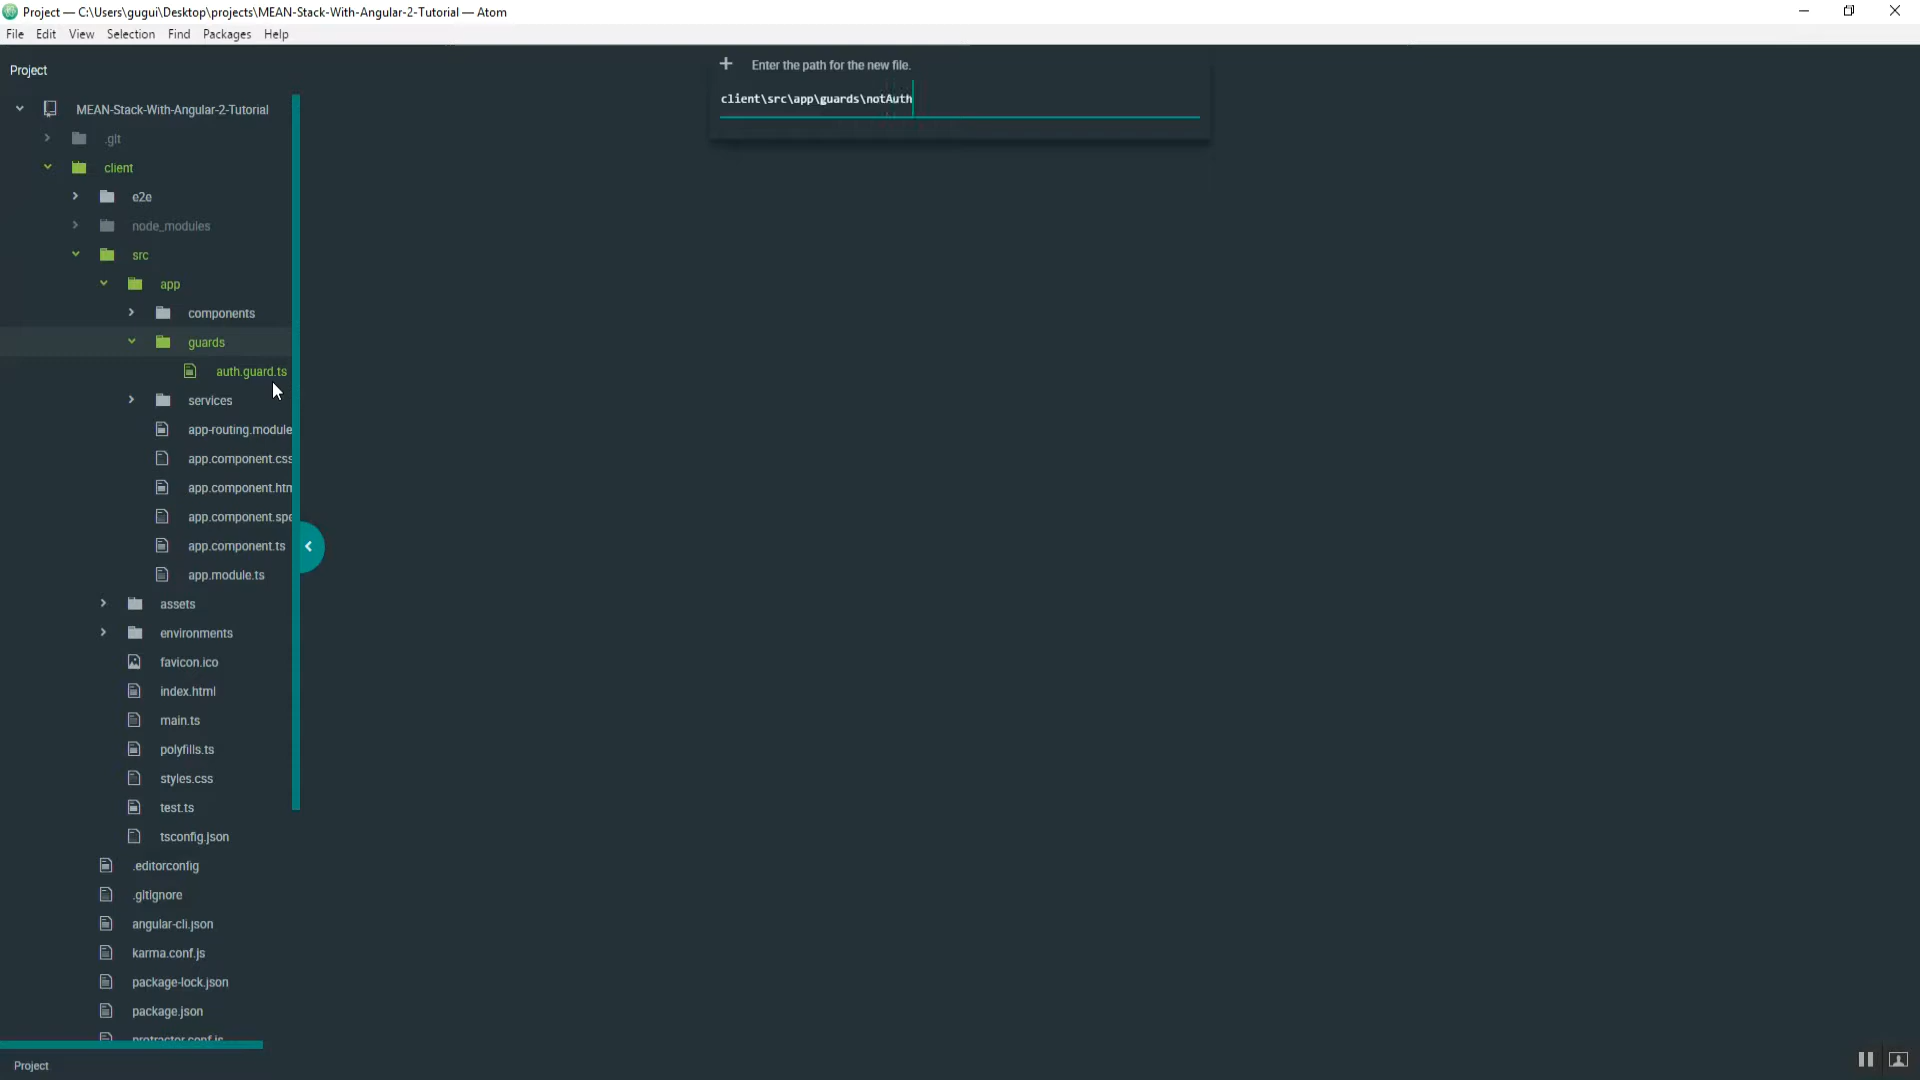 Project — C:\Users\gugui\Desktop\projects\MEAN-Stack-With-Angular-2-Tutorial — Atom
File Edit View Selection Find Packages Help
Project
Enter the path for the new file.
client\src\app\guards\notAuth
MEAN-Stack-With-Angular-2-Tutorial
.git
client
e2e
node_modules
src
app
components
guards
auth.guard.ts
services
app-routing.module
app.component.css
app.component.htm
app.component.spe
app.component.ts
app.module.ts
assets
environments
favicon.ico
index.html
main.ts
polyfills.ts
styles.css
test.ts
tsconfig.json
.editorconfig
.gitignore
angular-cli.json
karma.conf.js
package-lock.json
package.json
protractor.conf.js
Project